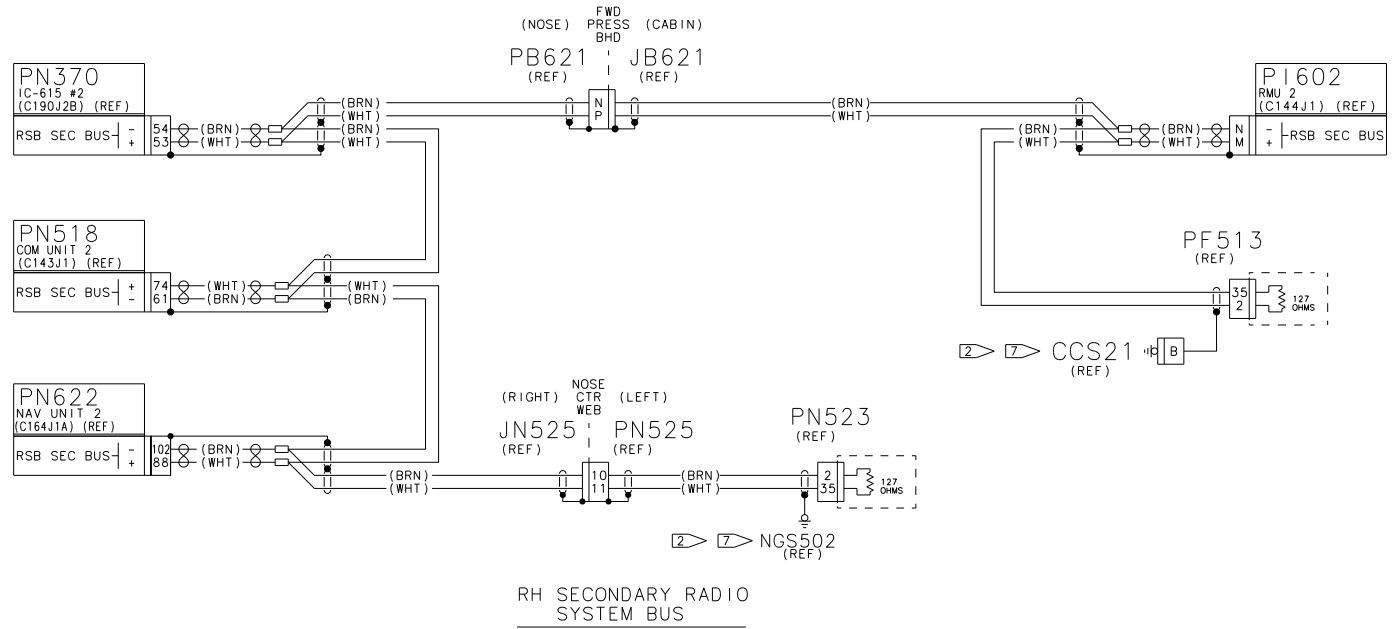 FWD
(NOSE) PRESS (CABIN)
BHD
PB621 JB621
(REF) (REF)
PN370
IC-615 #2
(C190J2B) (REF)
RSB SEC BUS - 54 (BRN) (BRN)
+ 53 (WHT) (WHT)
(BRN)
(WHT)
N
P
(BRN)
(WHT)
PI602
RMU 2
(C144J1) (REF)
(BRN) (BRN) N - RSB SEC BUS
(WHT) (WHT) M +
PN518
COM UNIT 2
(C143J1) (REF)
RSB SEC BUS + 74 (WHT) (WHT)
- 61 (BRN) (BRN)
PF513
(REF)
35
2
127
OHMS
2 7 CCS21 B
(REF)
PN622
NAV UNIT 2
(C164J1A) (REF)
RSB SEC BUS - 102 (BRN)
+ 88 (WHT)
(BRN)
(WHT)
NOSE
(RIGHT) CTR (LEFT)
WEB
JN525 PN525
(REF) (REF)
10
11
(BRN)
(WHT)
PN523
(REF)
2
35
127
OHMS
2 7 NGS502
(REF)
RH SECONDARY RADIO
SYSTEM BUS